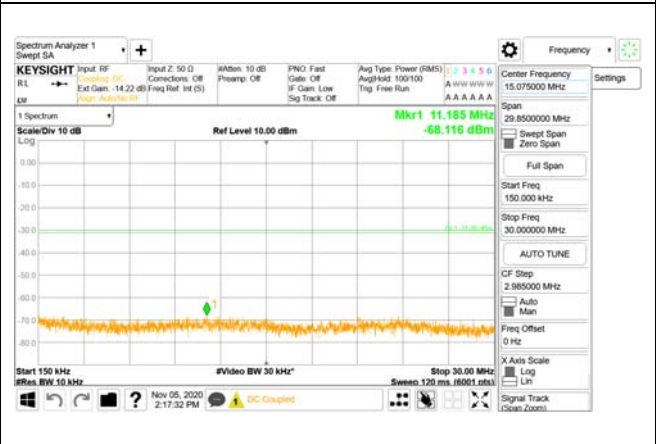 Spectrum Analyzer 1
Swept SA
Frequency
KEYSIGHT
Input: RF
Input Z: 50 Ω
#Atten: 10 dB
PNO: Fast
Avg Type: Power (RMS)
1 2 3 4 5 6
RL
Coupling: DC
Corrections: Off
Preamp: Off
Gate: Off
Avg|Hold: 100/100
A WW WW W
Ext Gain: -14.22 dB
Freq Ref: Int (S)
IF Gain: Low
Trig: Free Run
Align: Auto/No RF
Sig Track: Off
A A A A A A
1 Spectrum
Mkr1 11.185 MHz
Scale/Div 10 dB
Ref Level 10.00 dBm
-68.116 dBm
Log
0.00
-10.0
-20.0
-30.0
-40.0
-50.0
-60.0
-70.0
-80.0
1
Start 150 kHz
#Video BW 30 kHz*
Stop 30.00 MHz
#Res BW 10 kHz
Sweep 120 ms (6001 pts)
Center Frequency
15.075000 MHz
Settings
Span
29.8500000 MHz
Swept Span
Zero Span
Full Span
Start Freq
150.000 kHz
Stop Freq
30.000000 MHz
AUTO TUNE
CF Step
2.985000 MHz
Auto
Man
Freq Offset
0 Hz
X Axis Scale
Log
Lin
Signal Track
(Span Zoom)
?
Nov 05, 2020
2:17:32 PM
1
DC Coupled